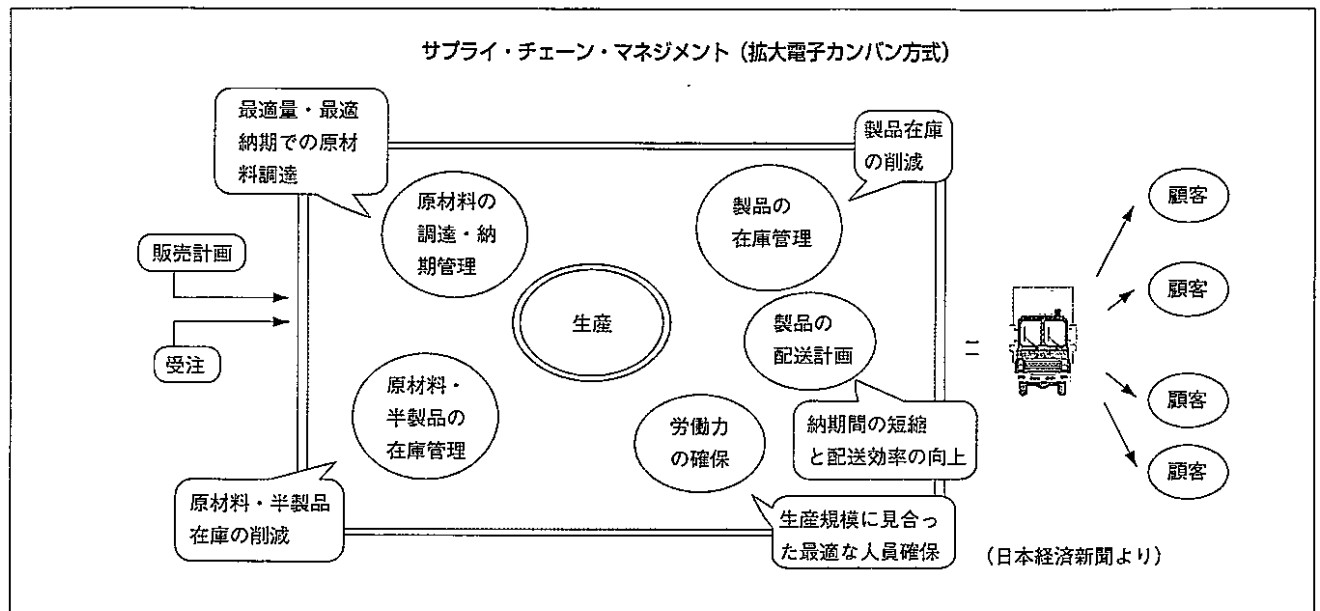 サプライ・チェーン・マネジメント（拡大電子カンバン方式）
最適量・最適
納期での原材
料調達
製品在庫
の削減
原材料の
調達・納
期管理
製品の
在庫管理
顧客
販売計画
顧客
生産
製品の
配送計画
受注
原材料・
半製品の
在庫管理
労働力
の確保
納期間の短縮
と配送効率の向上
顧客
顧客
原材料・半製品
在庫の削減
生産規模に見合っ
た最適な人員確保
（日本経済新聞より）